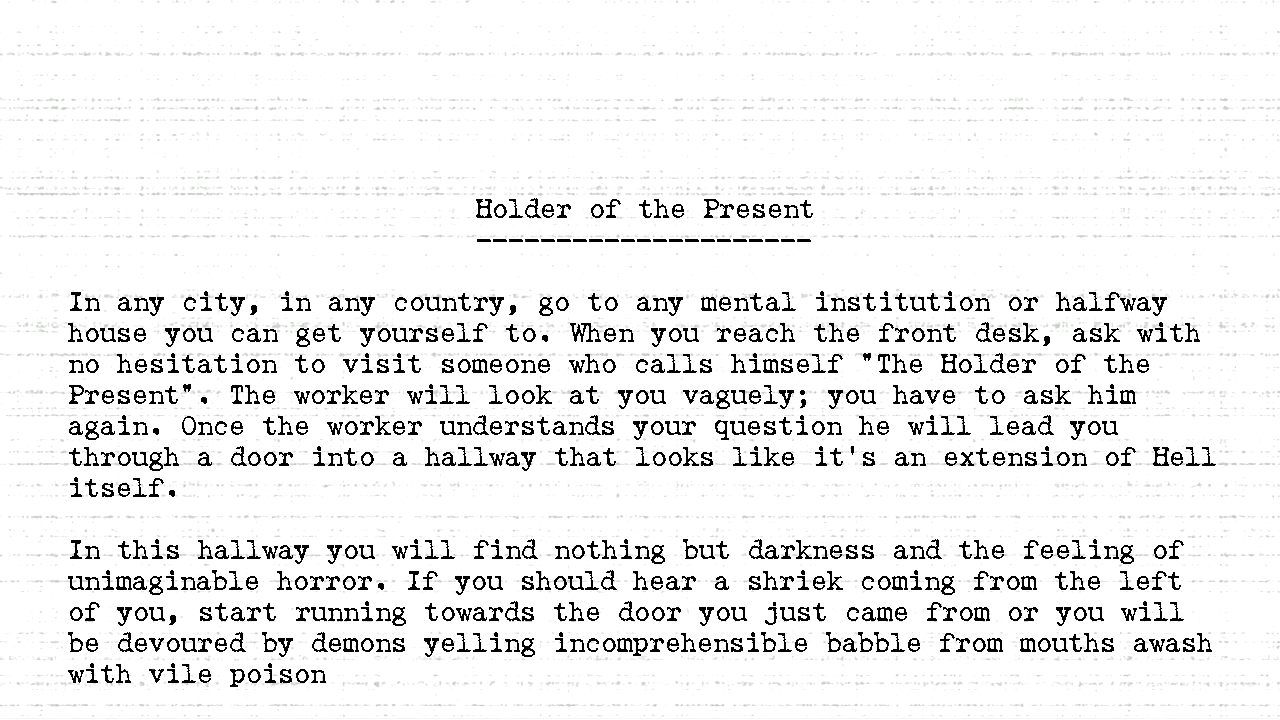 Holder of the Present
---------------------
In any city, in any country, go to any mental institution or halfway
house you can get yourself to. When you reach the front desk, ask with
no hesitation to visit someone who calls himself "The Holder of the
Present". The worker will look at you vaguely; you have to ask him
again. Once the worker understands your question he will lead you
through a door into a hallway that looks like it's an extension of Hell
itself.
In this hallway you will find nothing but darkness and the feeling of
unimaginable horror. If you should hear a shriek coming from the left
of you, start running towards the door you just came from or you will
be devoured by demons yelling incomprehensible babble from mouths awash
with vile poison